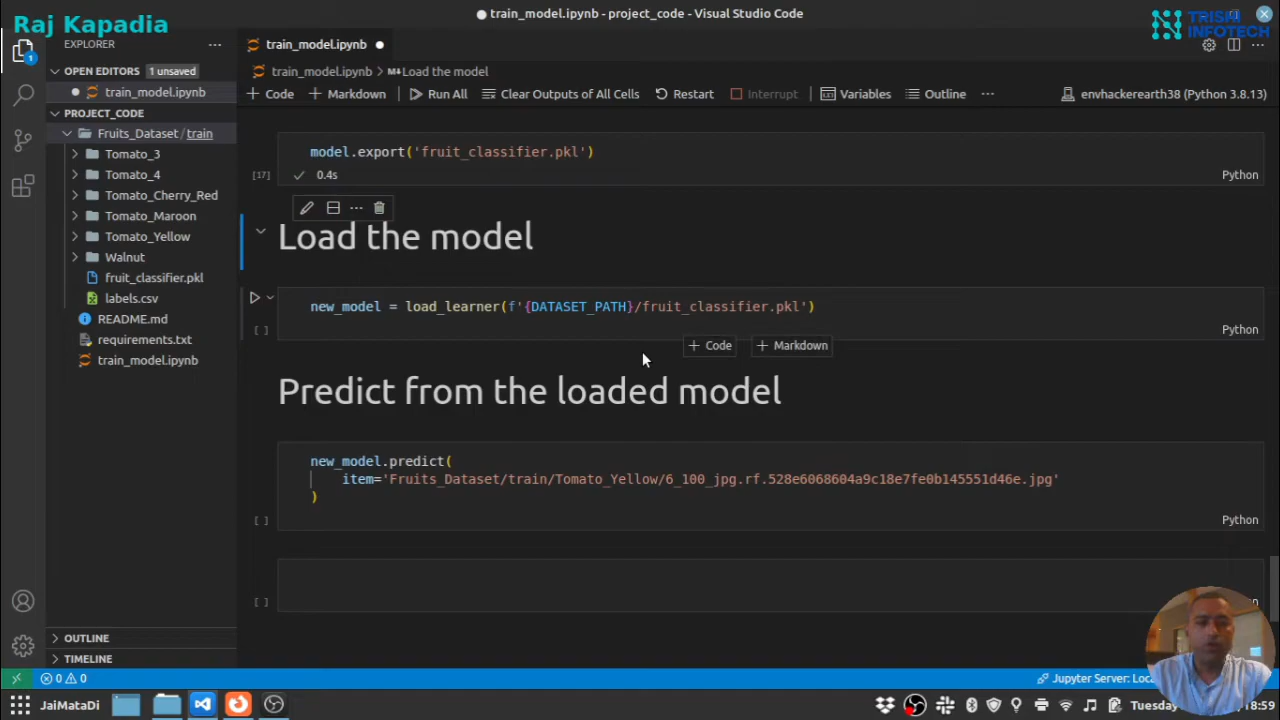 Raj Kapadia
train_model.ipynb - project_code - Visual Studio Code
TRISHI
INFOTECH
EXPLORER
train_model.ipynb
OPEN EDITORS 1 unsaved
train_model.ipynb > Load the model
train_model.ipynb
Code Markdown Run All Clear Outputs of All Cells Restart Interrupt Variables Outline envhackerearth38 (Python 3.8.13)
PROJECT_CODE
Fruits_Dataset / train
Tomato_3
Tomato_4
Tomato_Cherry_Red
Tomato_Maroon
Tomato_Yellow
Walnut
fruit_classifier.pkl
labels.csv
README.md
requirements.txt
train_model.ipynb
model.export('fruit_classifier.pkl')
[17] 0.4s Python
Load the model
new_model = load_learner(f'{DATASET_PATH}/fruit_classifier.pkl')
[ ] Python
Code Markdown
Predict from the loaded model
new_model.predict(
item='Fruits_Dataset/train/Tomato_Yellow/6_100_jpg.rf.528e6068604a9c18e7fe0b145551d46e.jpg'
)
[ ] Python
[ ]
OUTLINE
TIMELINE
0 0 Jupyter Server:
JaiMataDi
18:59